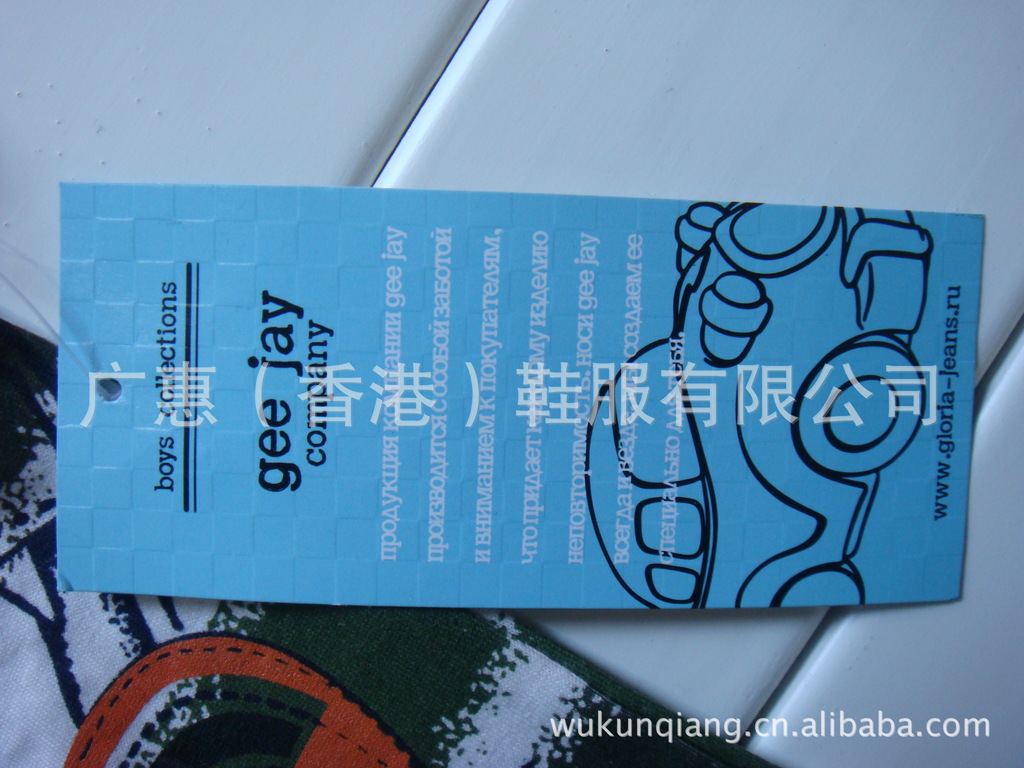 boys collections
gee jay
company
продукция компании gee jay
производится с особой заботой
и вниманием к покупателям,
что придает каждому изделию
неповторимость. носи gee jay
всегда и везде! мы создаем ее
специально для тебя.
www.gloria-jeans.ru
广惠（香港）鞋服有限公司
wukunqiang.cn.alibaba.com